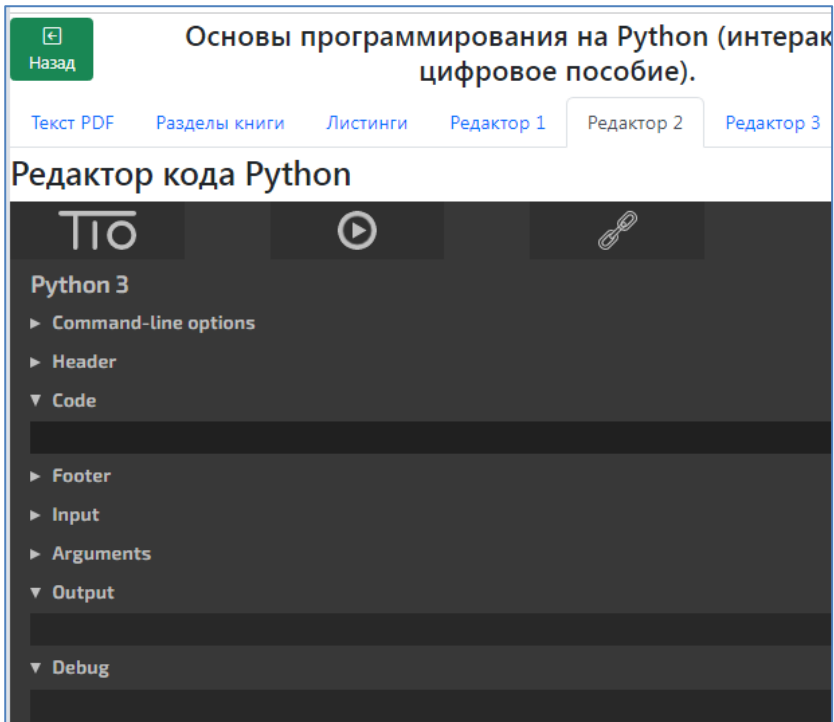 Назад
Основы программирования на Python (интерак
цифровое пособие).
Текст PDF Разделы книги Листинги Редактор 1 Редактор 2 Редактор 3
Редактор кода Python
TIO
Python 3
Command-line options
Header
Code
Footer
Input
Arguments
Output
Debug